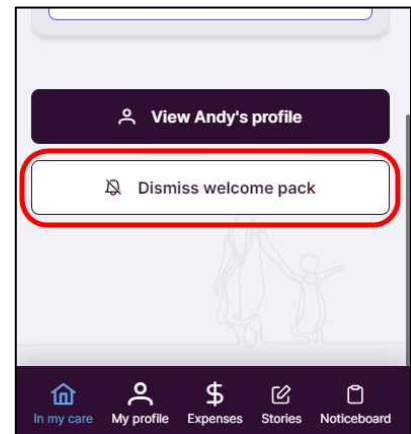 View Andy's profile
Dismiss welcome pack
In my care My profile Expenses Stories Noticeboard